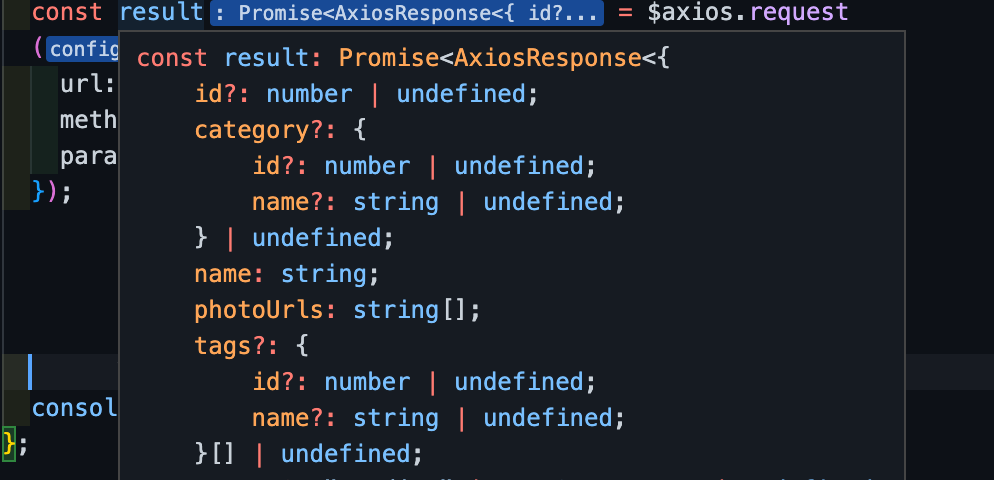 const result: Promise<AxiosResponse<{ id?... = $axios.request
(config
url:
meth
para
});
const result: Promise<AxiosResponse<{
id?: number | undefined;
category?: {
id?: number | undefined;
name?: string | undefined;
} | undefined;
name: string;
photoUrls: string[];
tags?: {
id?: number | undefined;
name?: string | undefined;
}[] | undefined;
consol
};